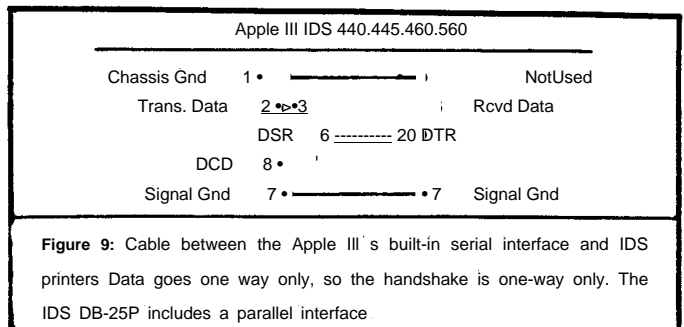 Apple III IDS 440.445.460.560
Chassis Gnd 1 • NotUsed
Trans. Data 2 •▹•3 Rcvd Data
DSR 6 ---------- 20 DTR
DCD 8 •
Signal Gnd 7 • • 7 Signal Gnd
Figure 9: Cable between the Apple III's built-in serial interface and IDS
printers Data goes one way only, so the handshake is one-way only. The
IDS DB-25P includes a parallel interface